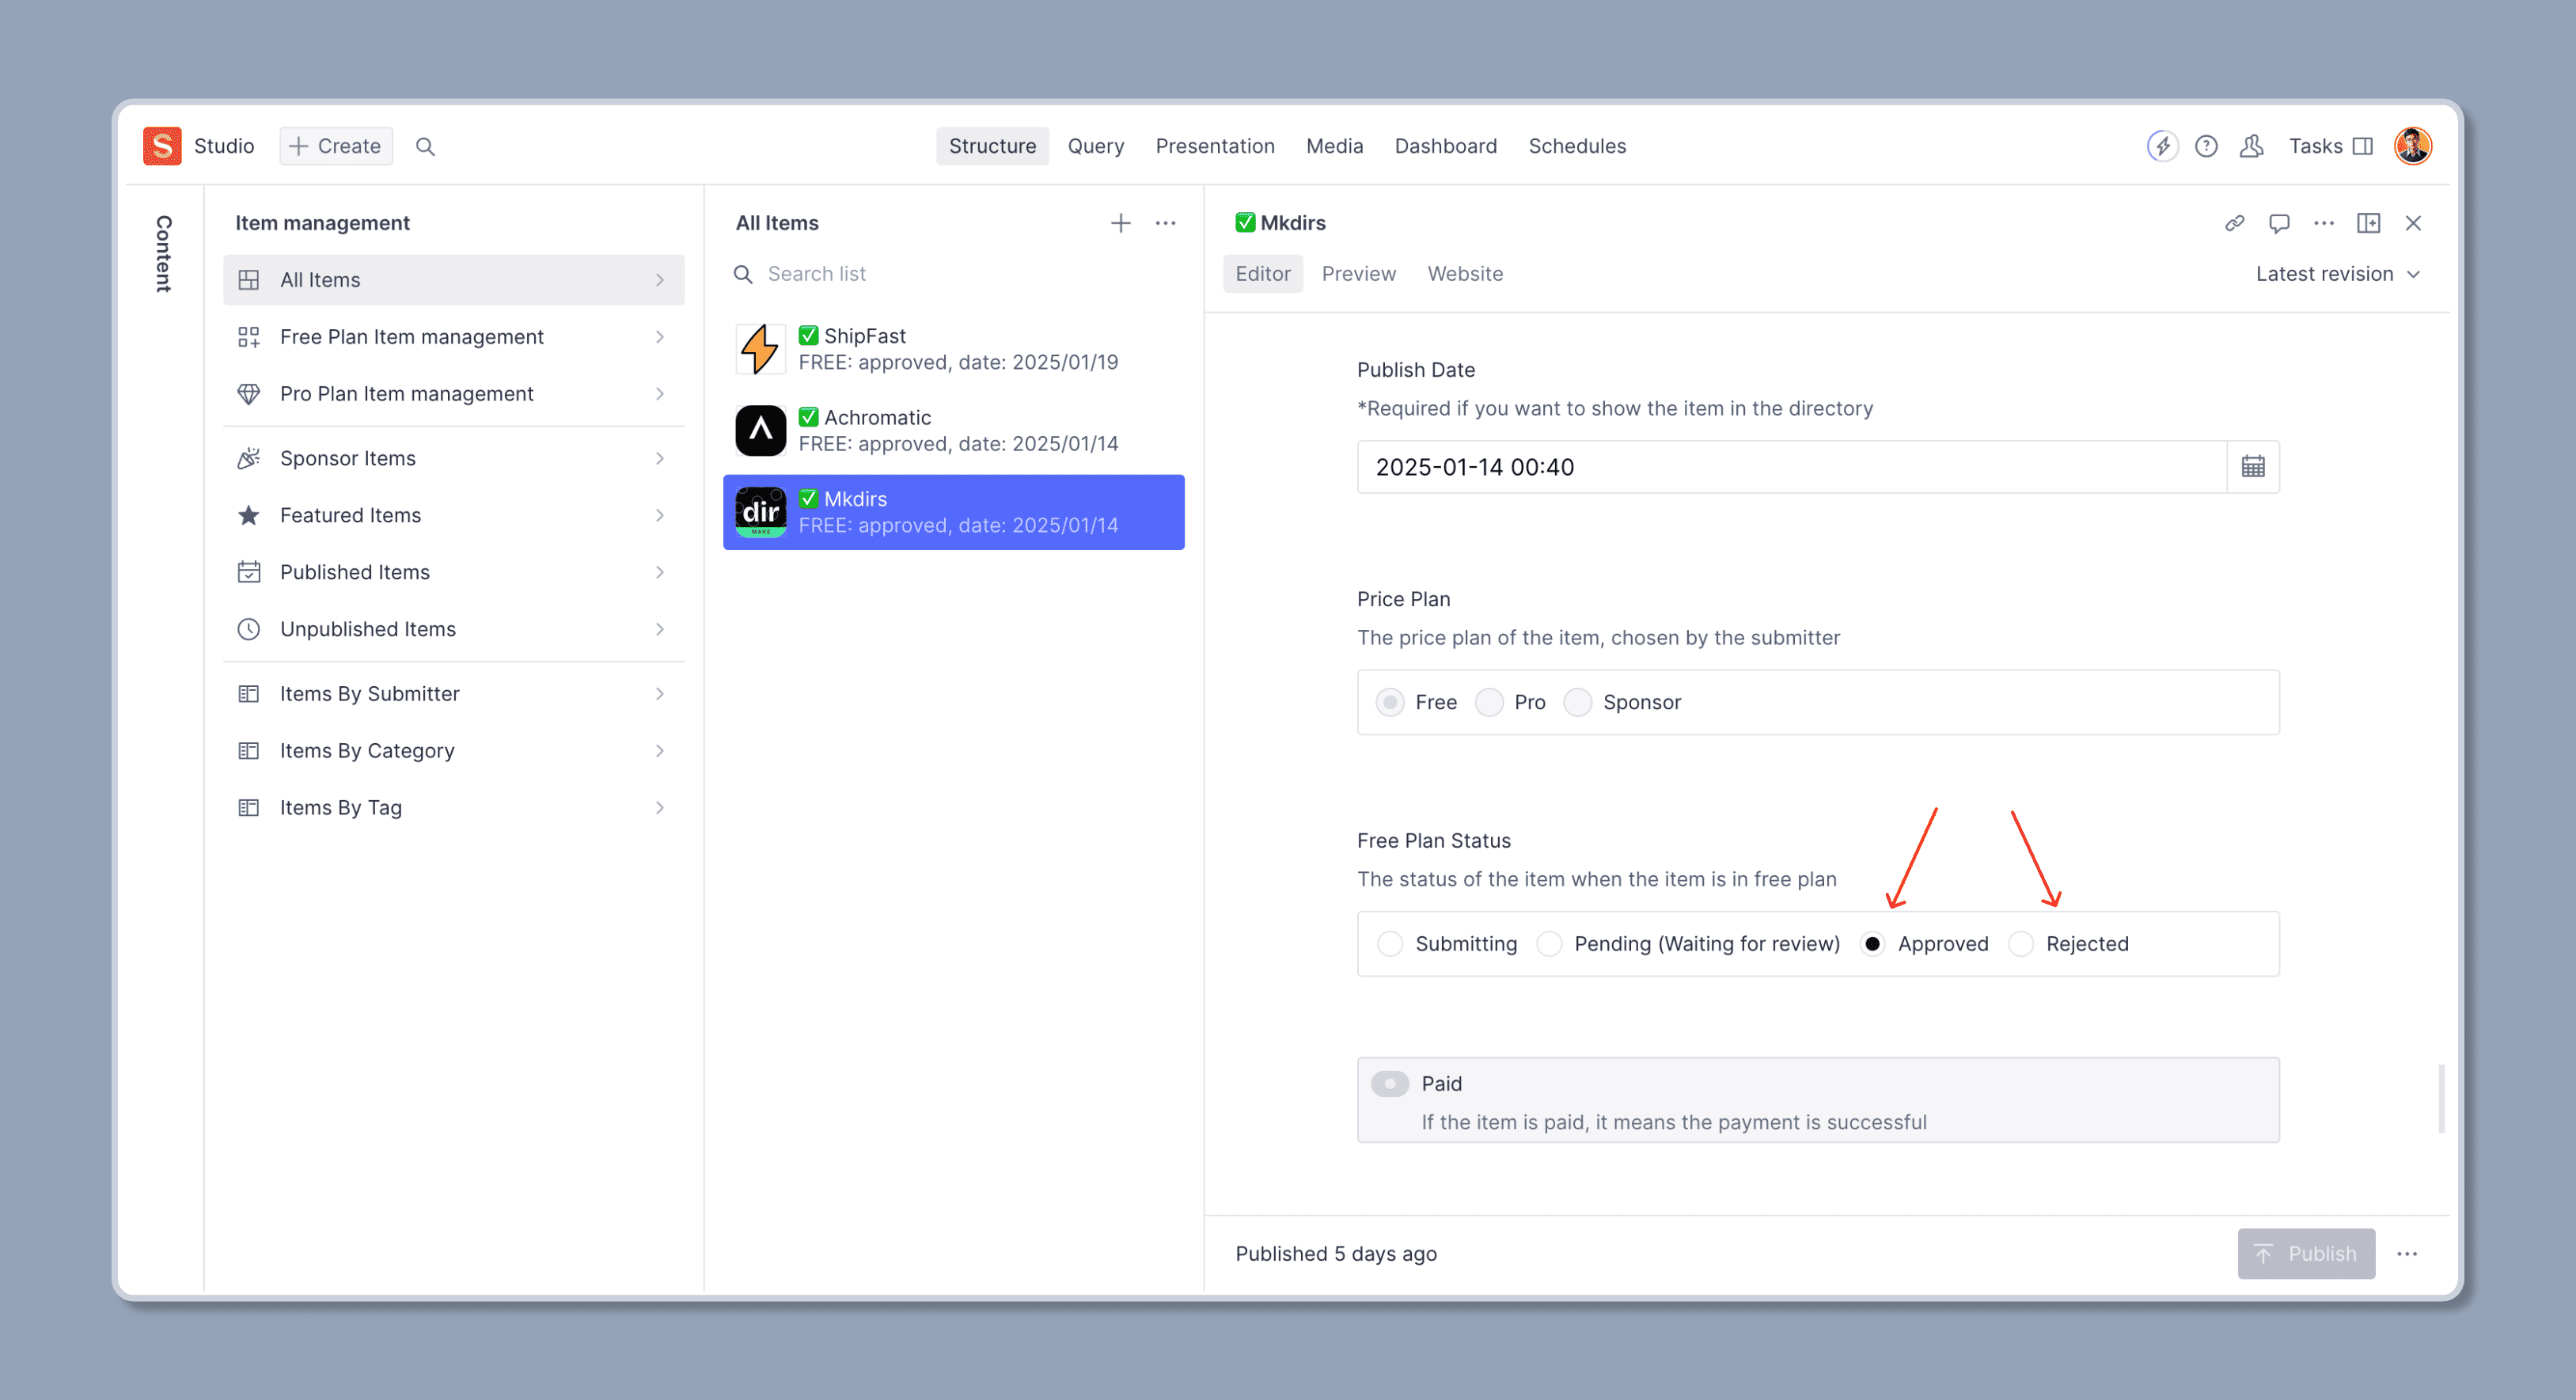 S Studio
Create
Structure
Query
Presentation
Media
Dashboard
Schedules
Tasks
Content
Item management
All Items
Free Plan Item management
Pro Plan Item management
Sponsor Items
Featured Items
Published Items
Unpublished Items
Items By Submitter
Items By Category
Items By Tag
All Items
Search list
✅ ShipFast
FREE: approved, date: 2025/01/19
✅ Achromatic
FREE: approved, date: 2025/01/14
dir
MAKE
✅ Mkdirs
FREE: approved, date: 2025/01/14
✅ Mkdirs
Editor
Preview
Website
Latest revision
Publish Date
*Required if you want to show the item in the directory
2025-01-14 00:40
Price Plan
The price plan of the item, chosen by the submitter
Free
Pro
Sponsor
Free Plan Status
The status of the item when the item is in free plan
Submitting
Pending (Waiting for review)
Approved
Rejected
Paid
If the item is paid, it means the payment is successful
Published 5 days ago
Publish